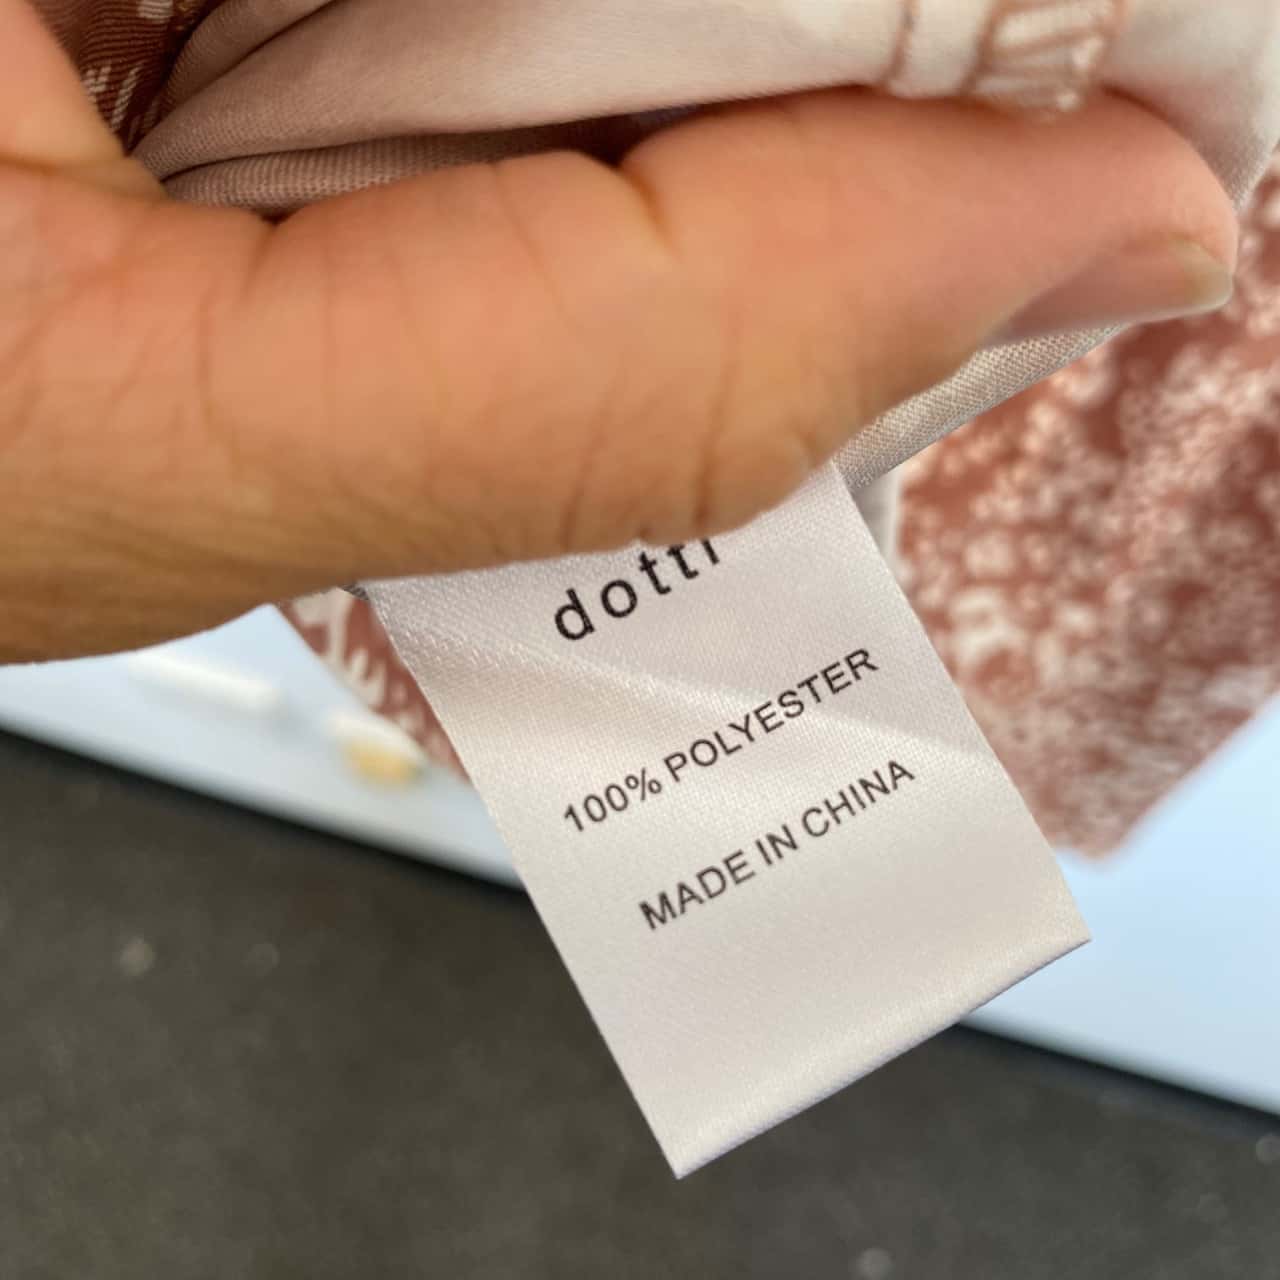 dotti
100% POLYESTER
MADE IN CHINA